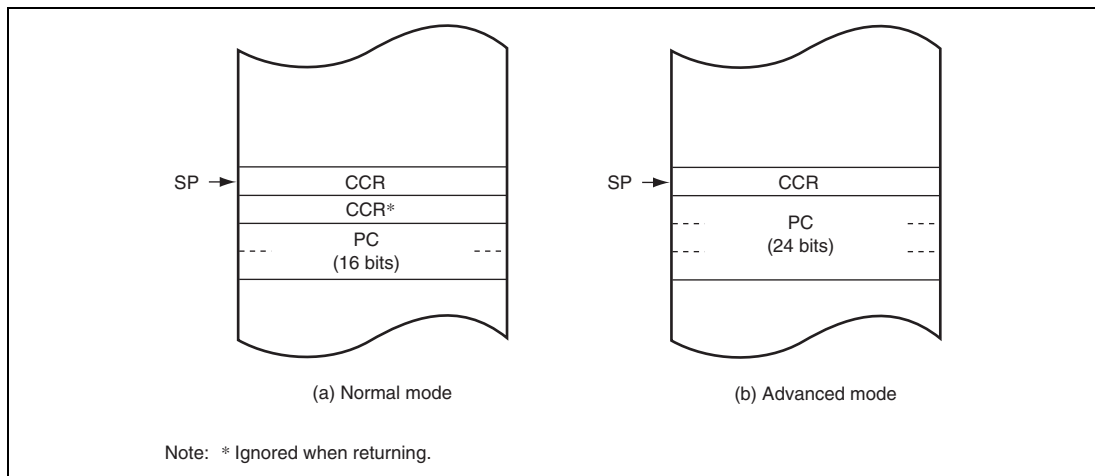 SP
CCR
CCR*
PC
(16 bits)
(a) Normal mode
SP
CCR
PC
(24 bits)
(b) Advanced mode
Note: * Ignored when returning.